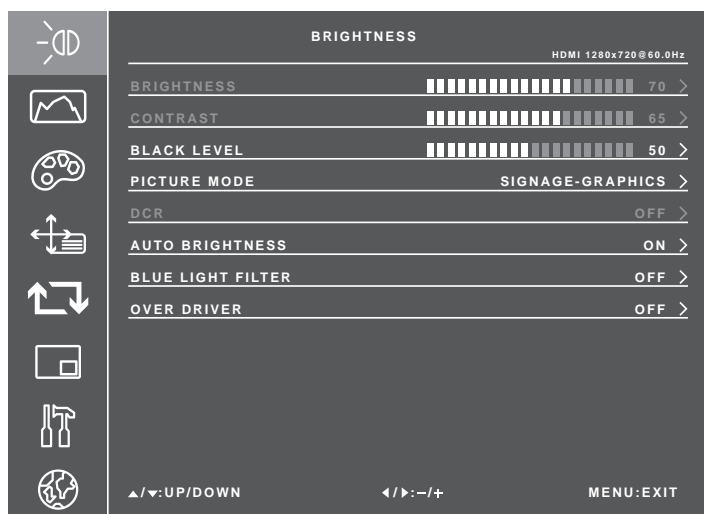 BRIGHTNESS
HDMI 1280x720@60.0Hz
BRIGHTNESS 70
CONTRAST 65
BLACK LEVEL 50
PICTURE MODE SIGNAGE-GRAPHICS
DCR OFF
AUTO BRIGHTNESS ON
BLUE LIGHT FILTER OFF
OVER DRIVER OFF
▲/▼:UP/DOWN ◀/▶:−/+ MENU:EXIT